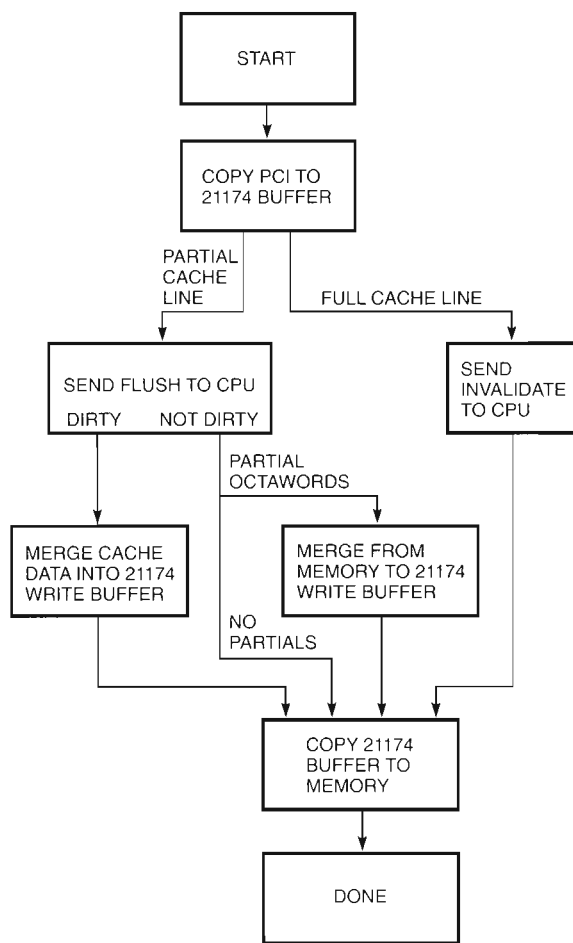 START
COPY PCI TO
21174 BUFFER
PARTIAL
CACHE
LINE
FULL CACHE LINE
SEND FLUSH TO CPU
DIRTY NOT DIRTY
SEND
INVALIDATE
TO CPU
PARTIAL
OCTAWORDS
MERGE CACHE
DATA INTO 21174
WRITE BUFFER
MERGE FROM
MEMORY TO 21174
WRITE BUFFER
NO
PARTIALS
COPY 21174
BUFFER TO
MEMORY
DONE